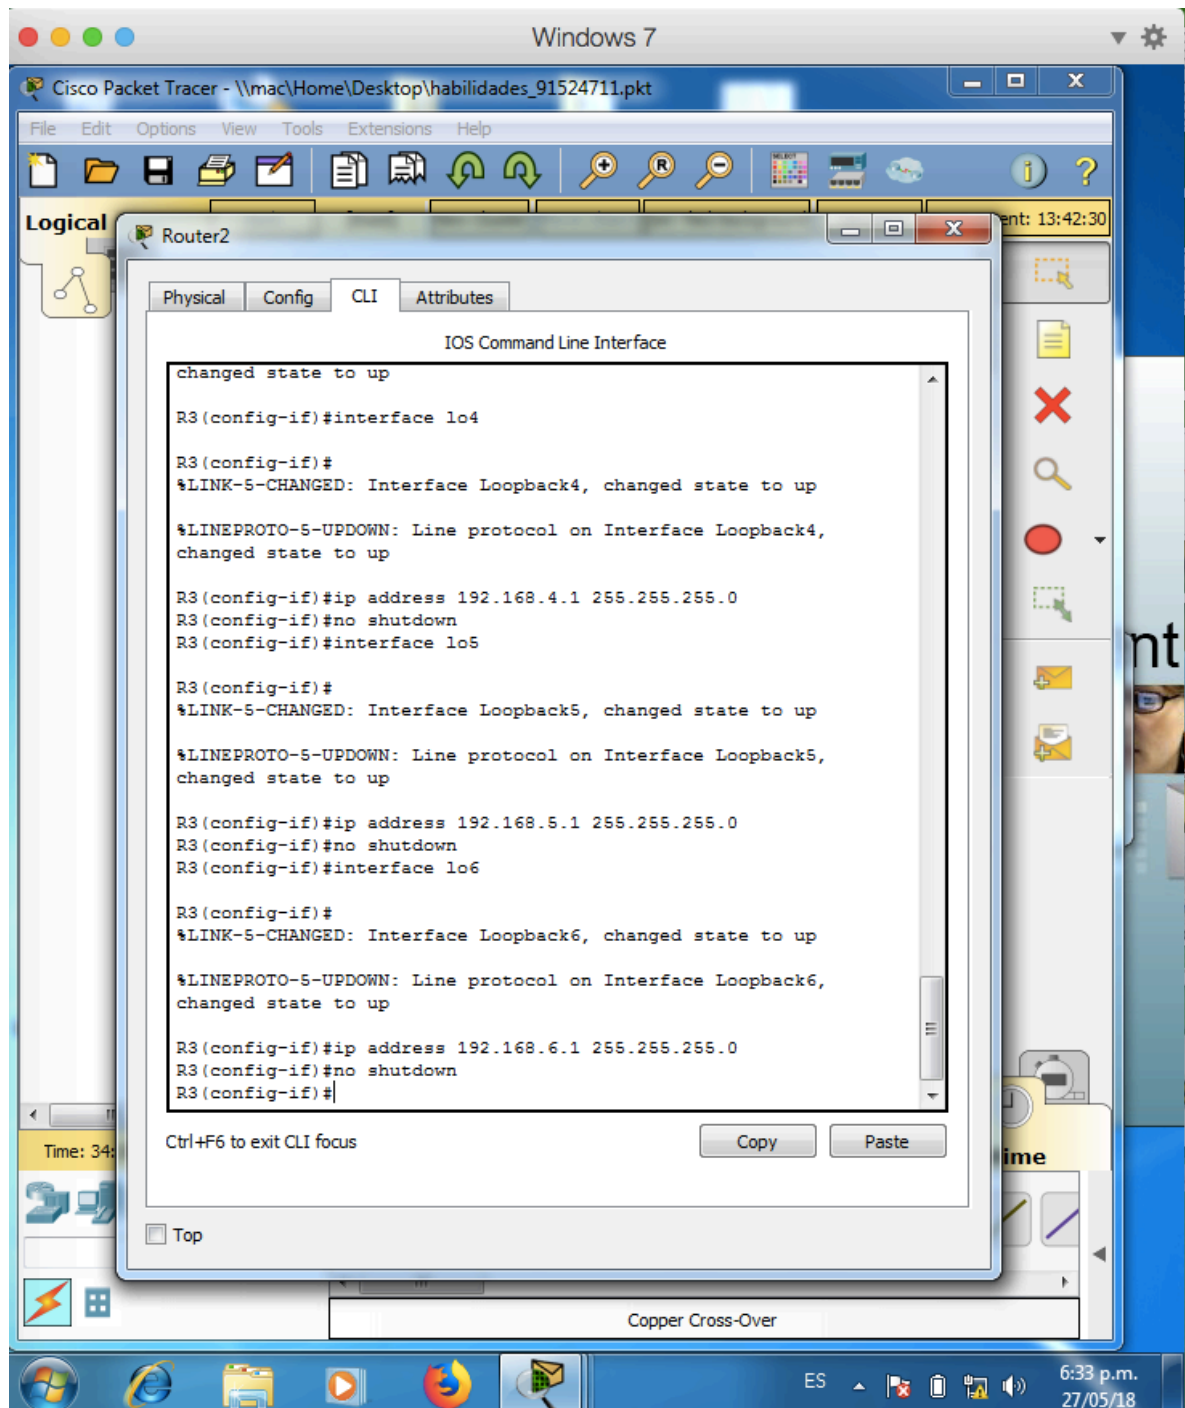 Windows 7
Cisco Packet Tracer - \\mac\Home\Desktop\habilidades_91524711.pkt
File Edit Options View Tools Extensions Help
Logical
ent: 13:42:30
Router2
Physical Config CLI Attributes
IOS Command Line Interface
changed state to up
R3(config-if)#interface lo4
R3(config-if)#
%LINK-5-CHANGED: Interface Loopback4, changed state to up
%LINEPROTO-5-UPDOWN: Line protocol on Interface Loopback4,
changed state to up
R3(config-if)#ip address 192.168.4.1 255.255.255.0
R3(config-if)#no shutdown
R3(config-if)#interface lo5
R3(config-if)#
%LINK-5-CHANGED: Interface Loopback5, changed state to up
%LINEPROTO-5-UPDOWN: Line protocol on Interface Loopback5,
changed state to up
R3(config-if)#ip address 192.168.5.1 255.255.255.0
R3(config-if)#no shutdown
R3(config-if)#interface lo6
R3(config-if)#
%LINK-5-CHANGED: Interface Loopback6, changed state to up
%LINEPROTO-5-UPDOWN: Line protocol on Interface Loopback6,
changed state to up
R3(config-if)#ip address 192.168.6.1 255.255.255.0
R3(config-if)#no shutdown
R3(config-if)#
Ctrl+F6 to exit CLI focus
Copy Paste
Time: 34:
ime
Top
Copper Cross-Over
nt
ES
6:33 p.m.
27/05/18